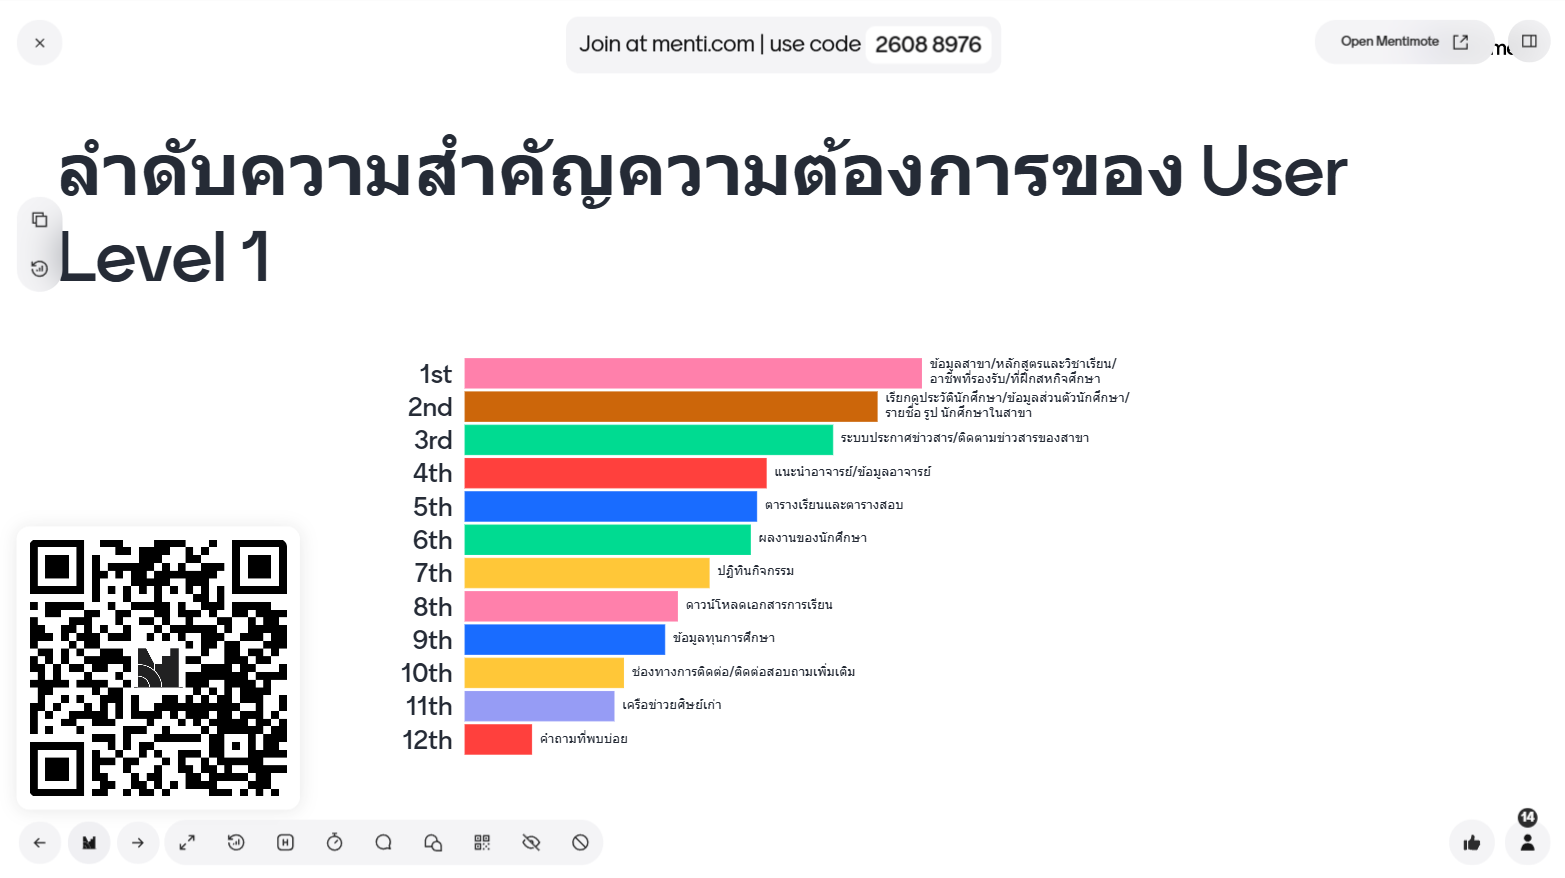 Join at menti.com | use code 2608 8976
Open Mentimote
ลำดับความสำคัญความต้องการของ User
Level 1
1st ข้อมูลสาขา/หลักสูตรและวิชาเรียน/
อาชีพที่รองรับ/ที่ฝึกสหกิจศึกษา
2nd เรียกดูประวัตินักศึกษา/ข้อมูลส่วนตัวนักศึกษา/
รายชื่อ รูป นักศึกษาในสาขา
3rd ระบบประกาศข่าวสาร/ติดตามข่าวสารของสาขา
4th แนะนำอาจารย์/ข้อมูลอาจารย์
5th ตารางเรียนและตารางสอบ
6th ผลงานของนักศึกษา
7th ปฏิทินกิจกรรม
8th ดาวน์โหลดเอกสารการเรียน
9th ข้อมูลทุนการศึกษา
10th ช่องทางการติดต่อ/ติดต่อสอบถามเพิ่มเติม
11th เครือข่าวยศิษย์เก่า
12th คำถามที่พบบ่อย
14